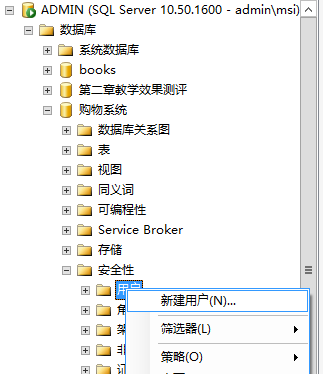 ADMIN (SQL Server 10.50.1600 - admin\msi)
数据库
系统数据库
books
第二章教学效果测评
购物系统
数据库关系图
表
视图
同义词
可编程性
Service Broker
存储
安全性
用户
新建用户(N)...
筛选器(L)
策略(O)